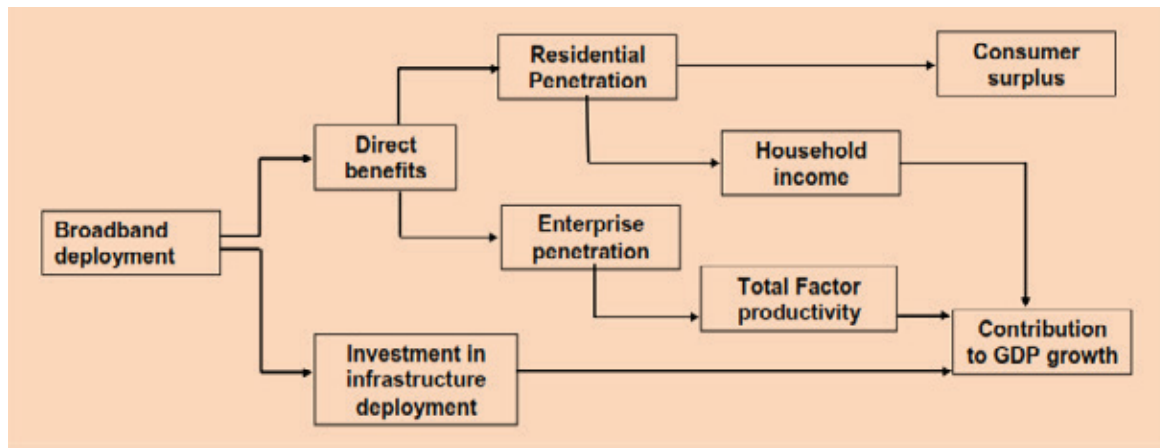 Residential
Penetration
Consumer
surplus
Direct
benefits
Household
income
Broadband
deployment
Enterprise
penetration
Total Factor
productivity
Contribution
to GDP growth
Investment in
infrastructure
deployment